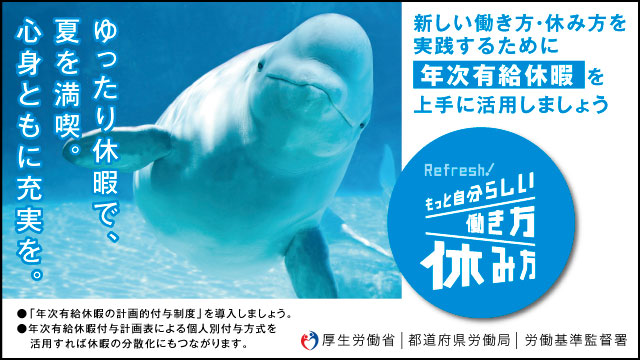 ゆったり休暇で、
夏を満喫。
心身ともに充実を。
新しい働き方・休み方を
実践するために
年次有給休暇を
上手に活用しましょう
Refresh!
もっと自分らしい
働き方
休み方
●「年次有給休暇の計画的付与制度」を導入しましょう。
●年次有給休暇付与計画表による個人別付与方式を
活用すれば休暇の分散化にもつながります。
厚生労働省｜都道府県労働局｜労働基準監督署